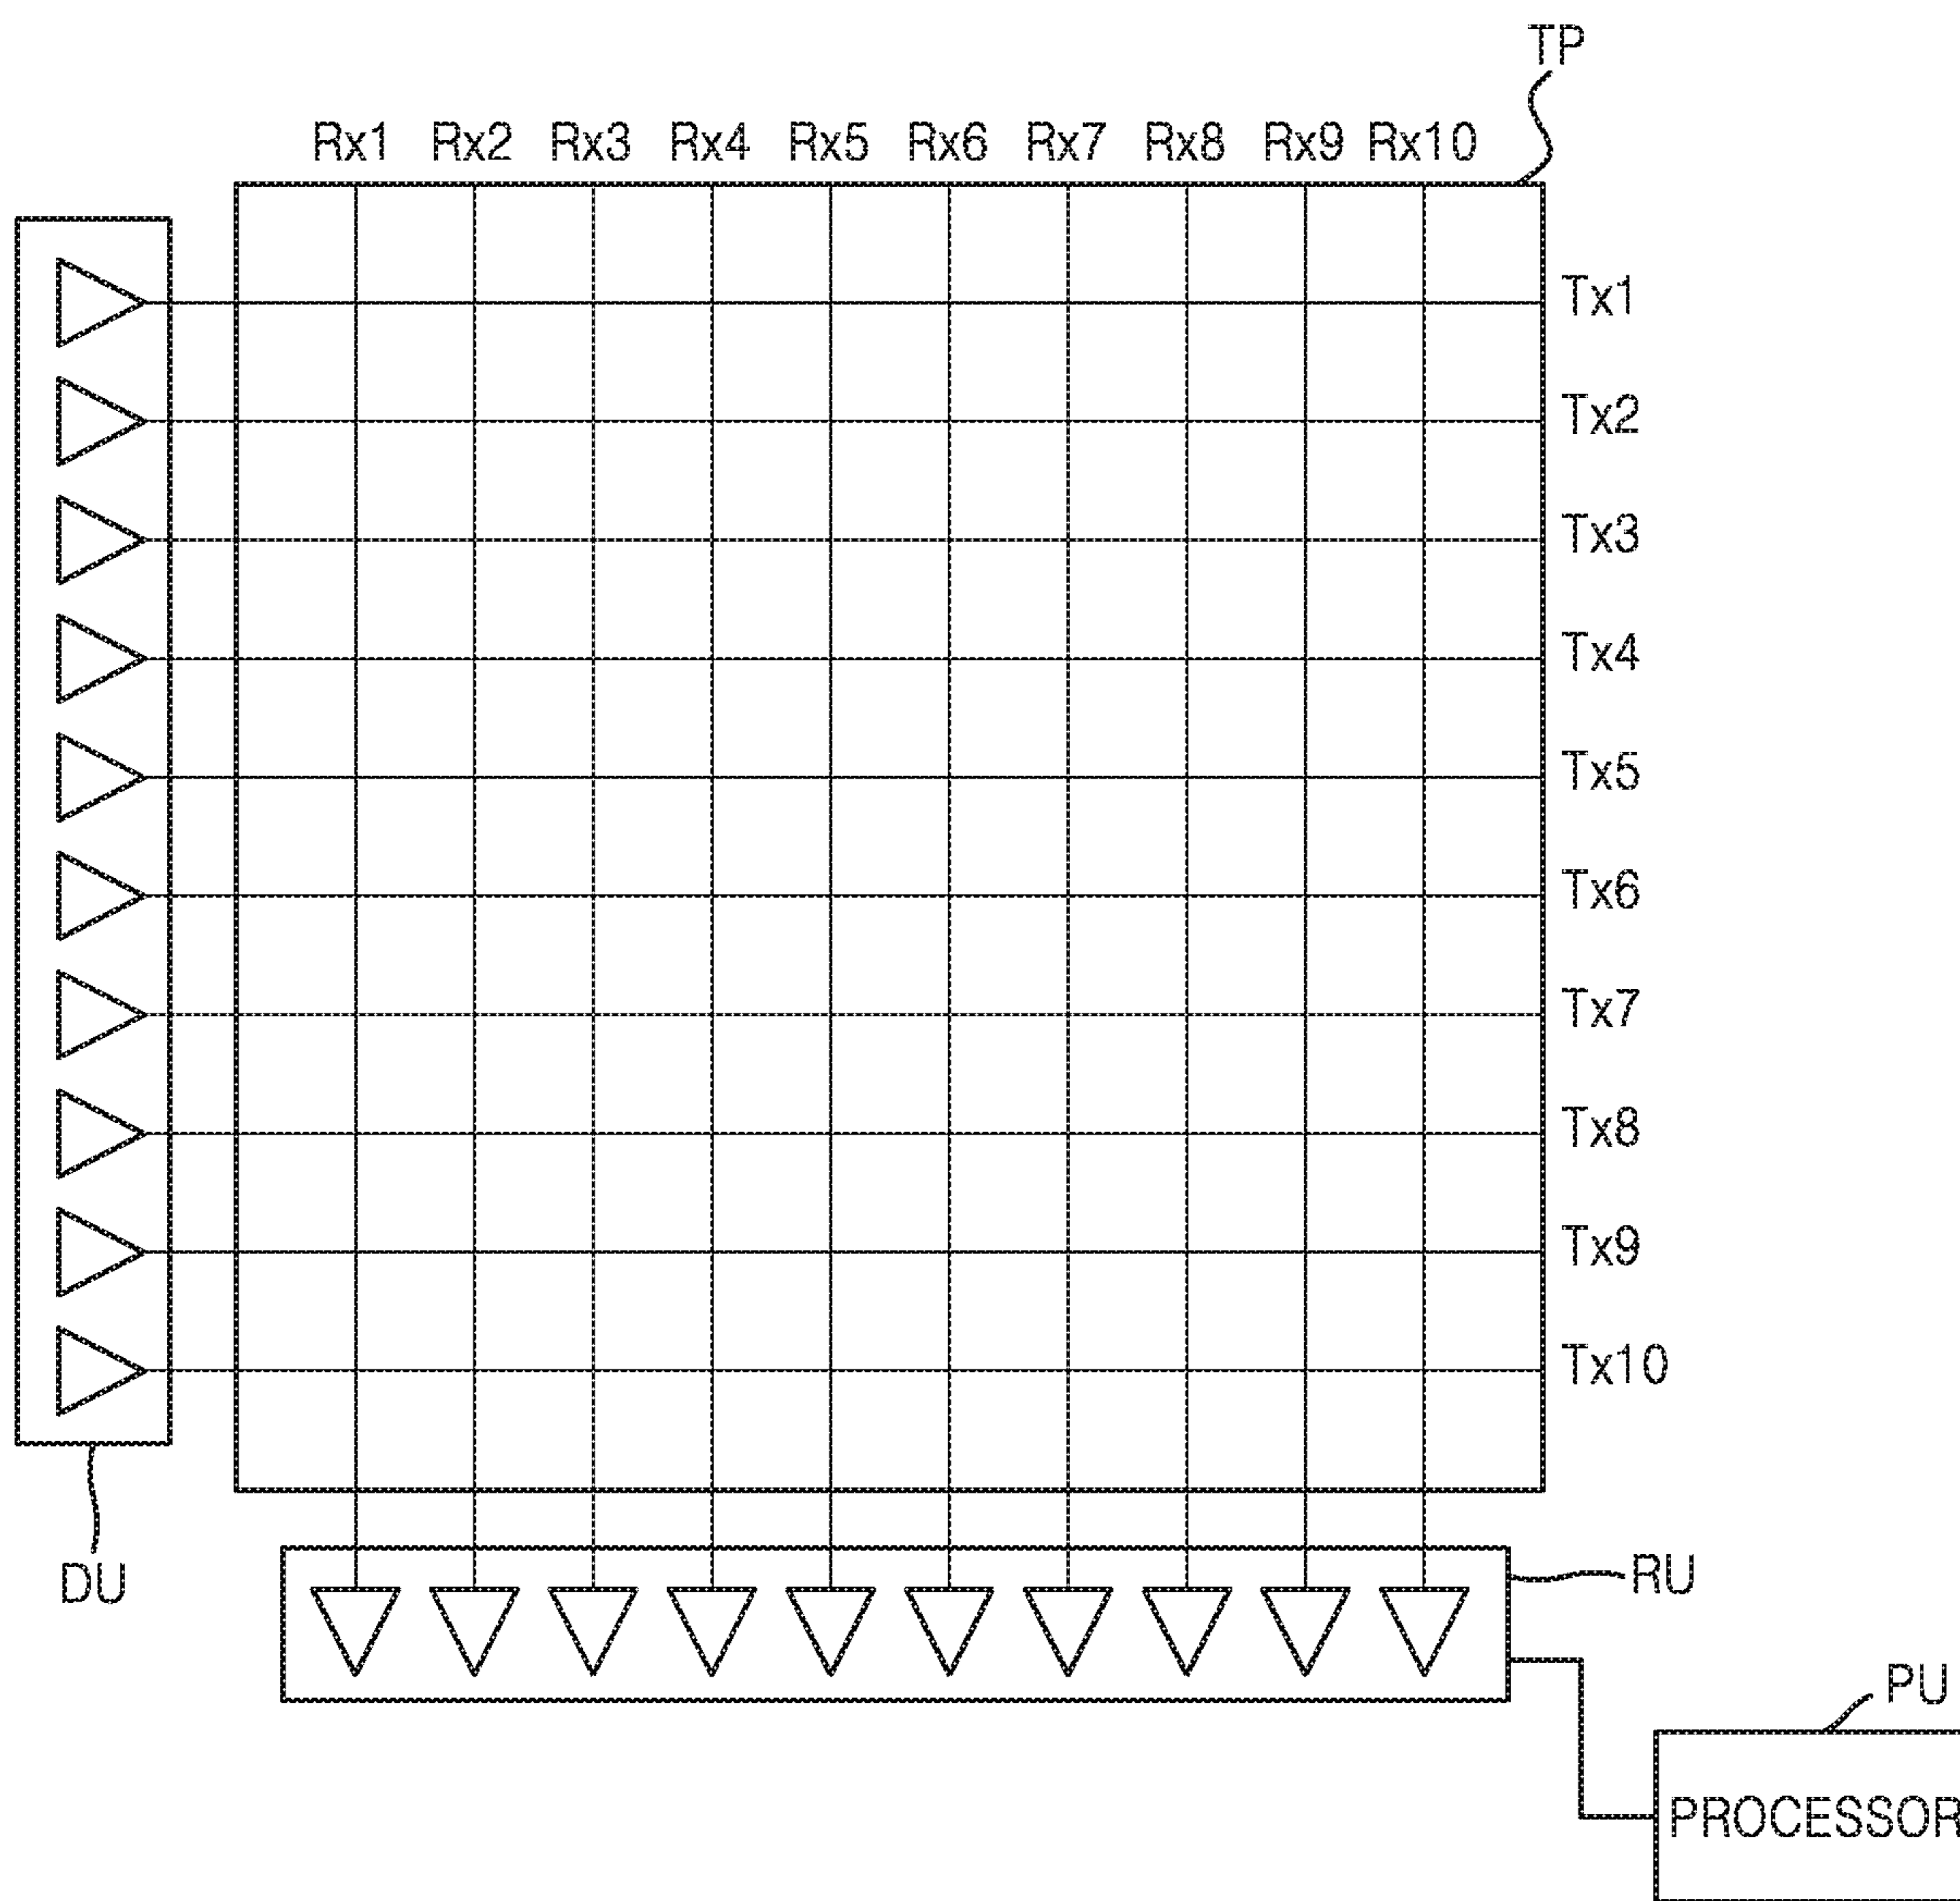 TP
Rx1 Rx2 Rx3 Rx4 Rx5 Rx6 Rx7 Rx8 Rx9 Rx10
Tx1
Tx2
Tx3
Tx4
Tx5
Tx6
Tx7
Tx8
Tx9
Tx10
DU
RU
PU
PROCESSOR